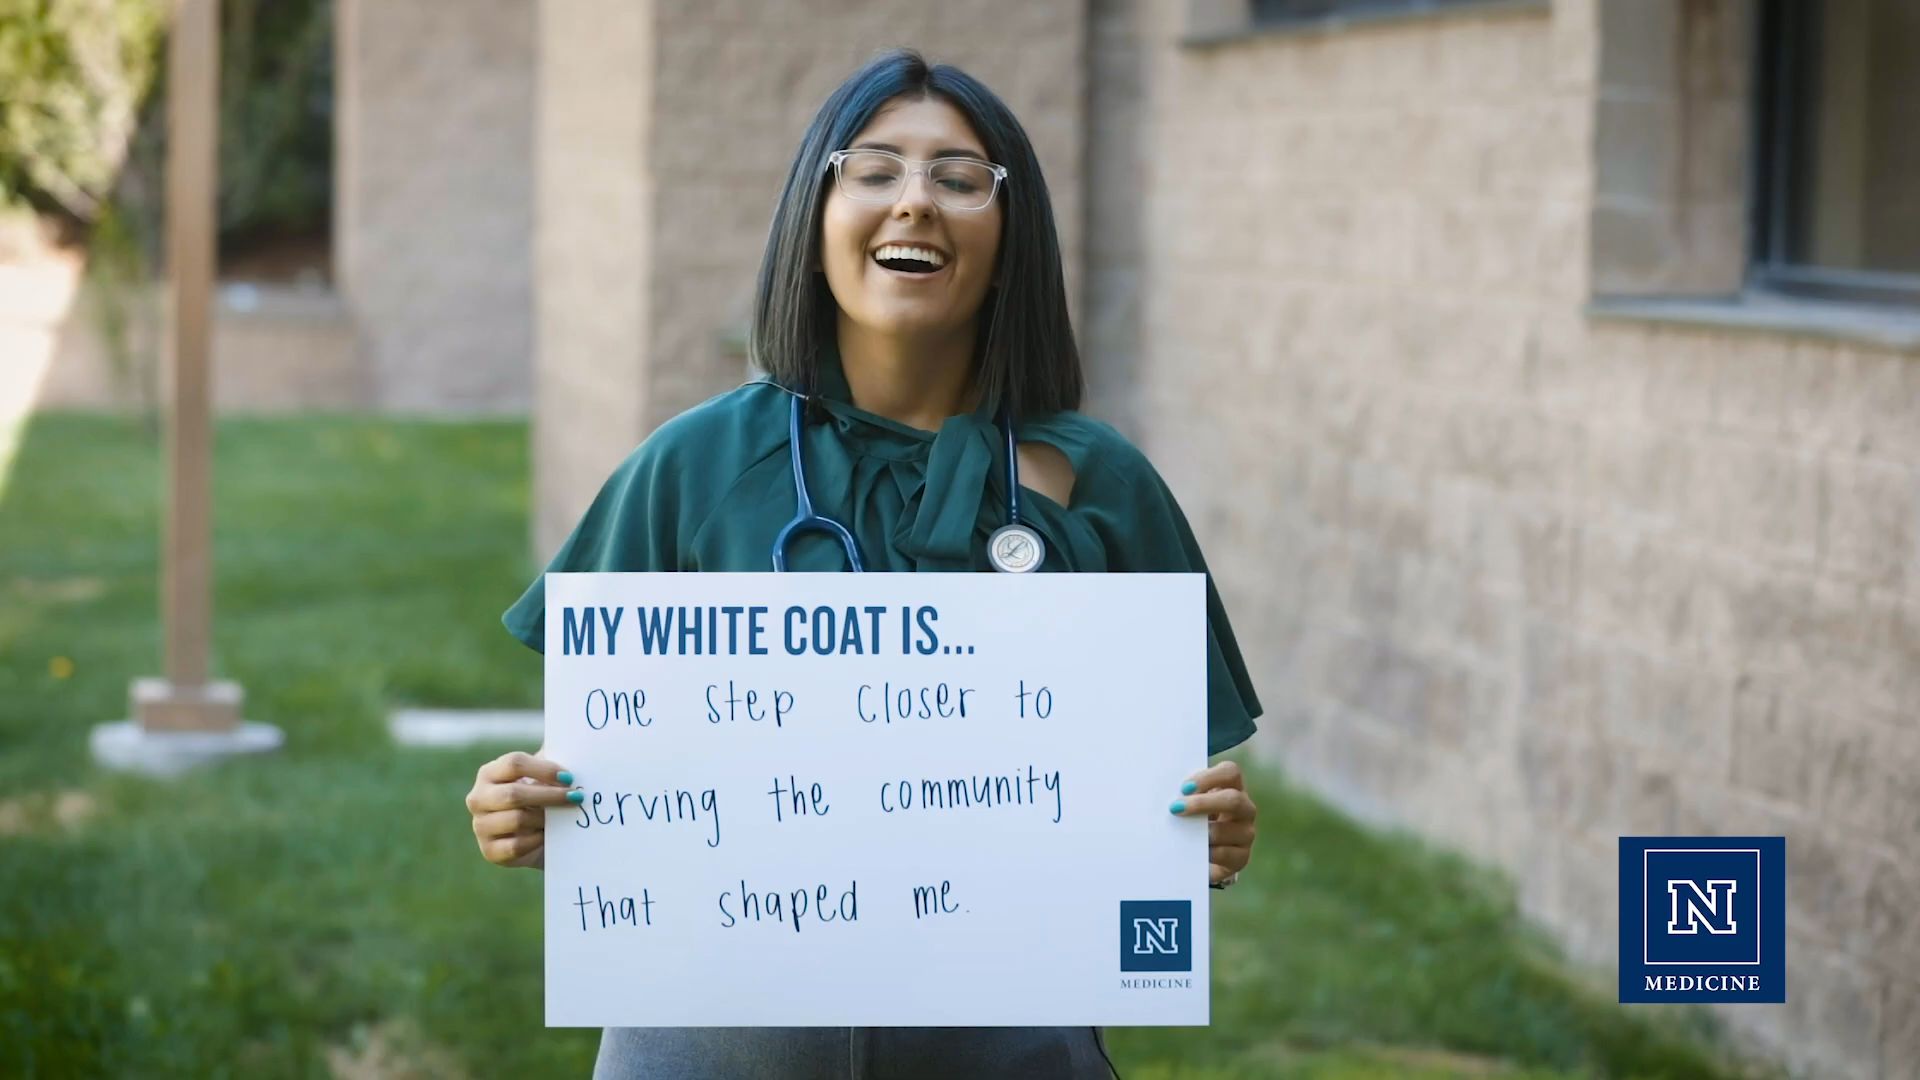 MY WHITE COAT IS...
One step closer to
serving the community
that shaped me.
N
MEDICINE
N
MEDICINE